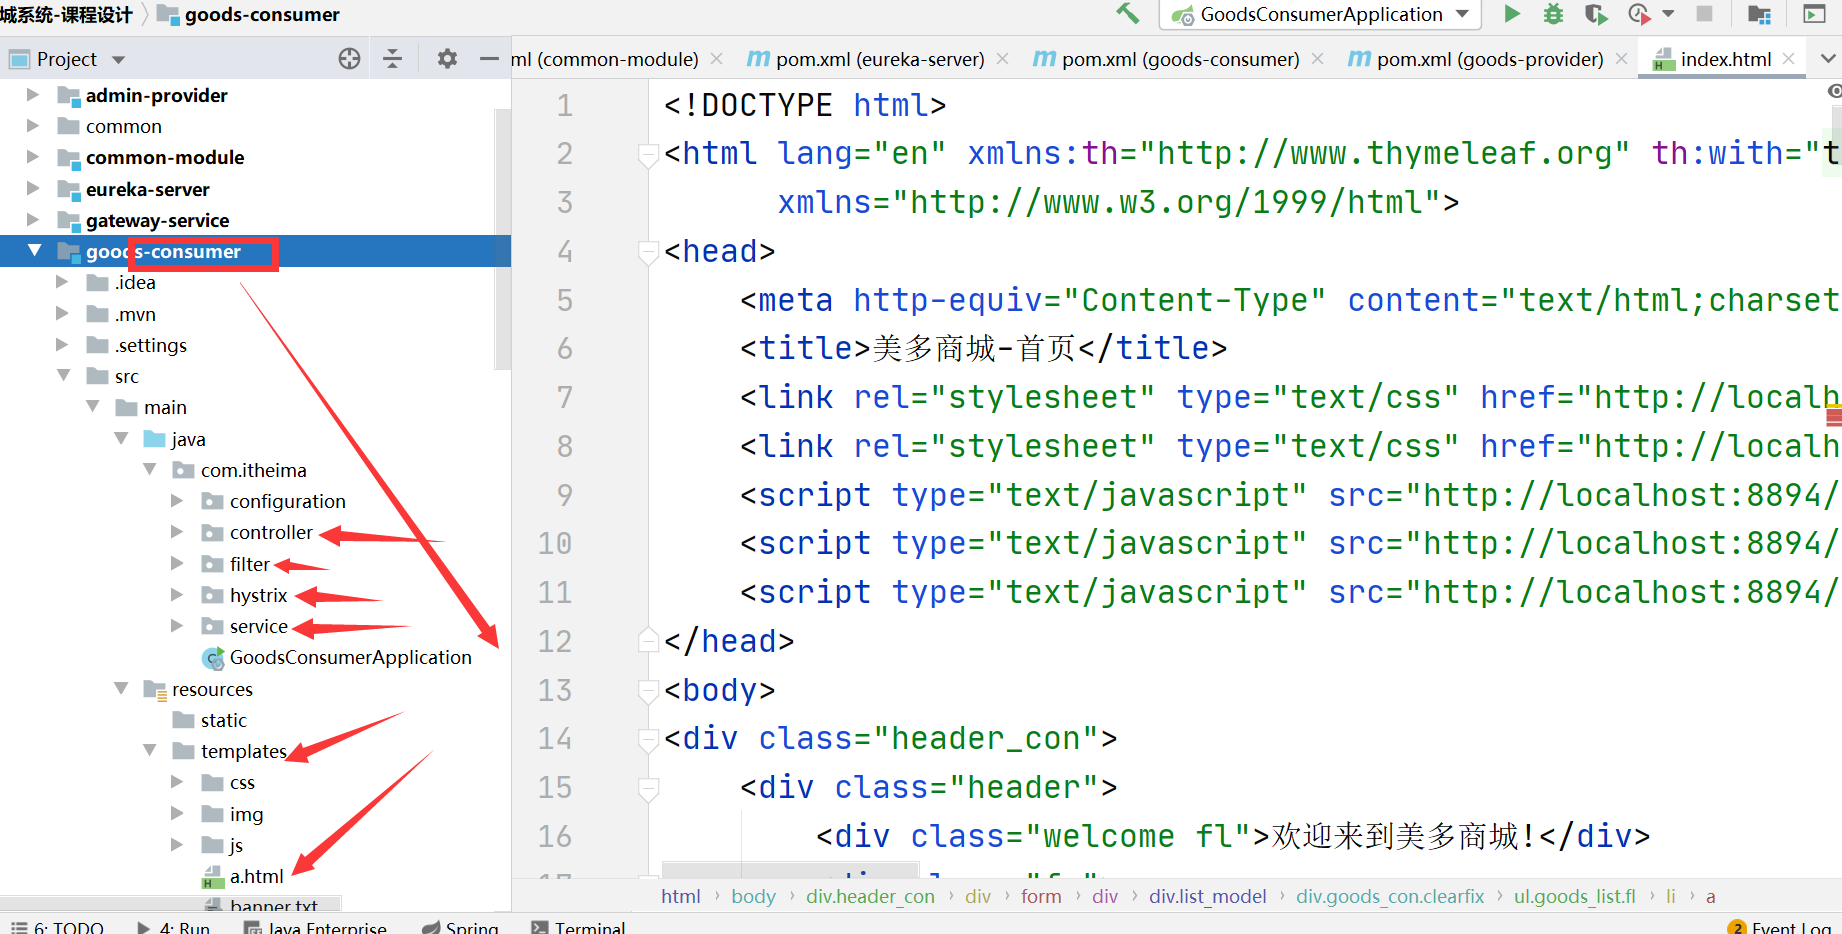 城系统-课程设计 goods-consumer
GoodsConsumerApplication
Project
ml (common-module)
pom.xml (eureka-server)
pom.xml (goods-consumer)
pom.xml (goods-provider)
index.html
admin-provider
common
common-module
eureka-server
gateway-service
goods-consumer
.idea
.mvn
.settings
src
main
java
com.itheima
configuration
controller
filter
hystrix
service
GoodsConsumerApplication
resources
static
templates
css
img
js
a.html
banner.txt
1 <!DOCTYPE html>
2 <html lang="en" xmlns:th="http://www.thymeleaf.org" th:with="t
3 xmlns="http://www.w3.org/1999/html">
4 <head>
5 <meta http-equiv="Content-Type" content="text/html;charset
6 <title>美多商城-首页</title>
7 <link rel="stylesheet" type="text/css" href="http://localh
8 <link rel="stylesheet" type="text/css" href="http://localh
9 <script type="text/javascript" src="http://localhost:8894/
10 <script type="text/javascript" src="http://localhost:8894/
11 <script type="text/javascript" src="http://localhost:8894/
12 </head>
13 <body>
14 <div class="header_con">
15 <div class="header">
16 <div class="welcome fl">欢迎来到美多商城!</div>
html › body › div.header_con › div › form › div › div.list_model › div.goods_con.clearfix › ul.goods_list.fl › li › a
6: TODO
4: Run
Java Enterprise
Spring
Terminal
2 Event Log